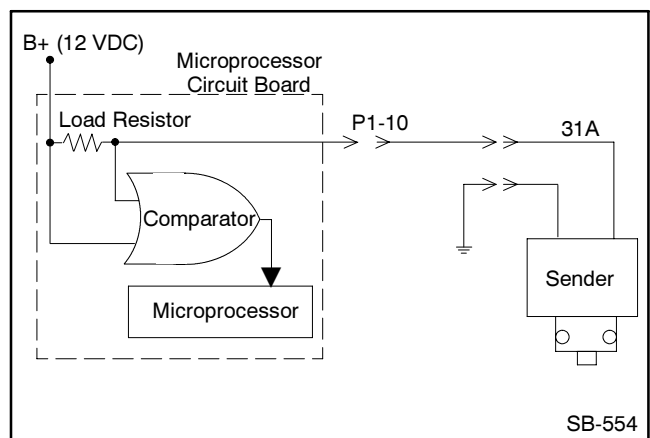 B+ (12 VDC)
Microprocessor
Circuit Board
Load Resistor
P1-10
31A
Comparator
Sender
Microprocessor
SB-554